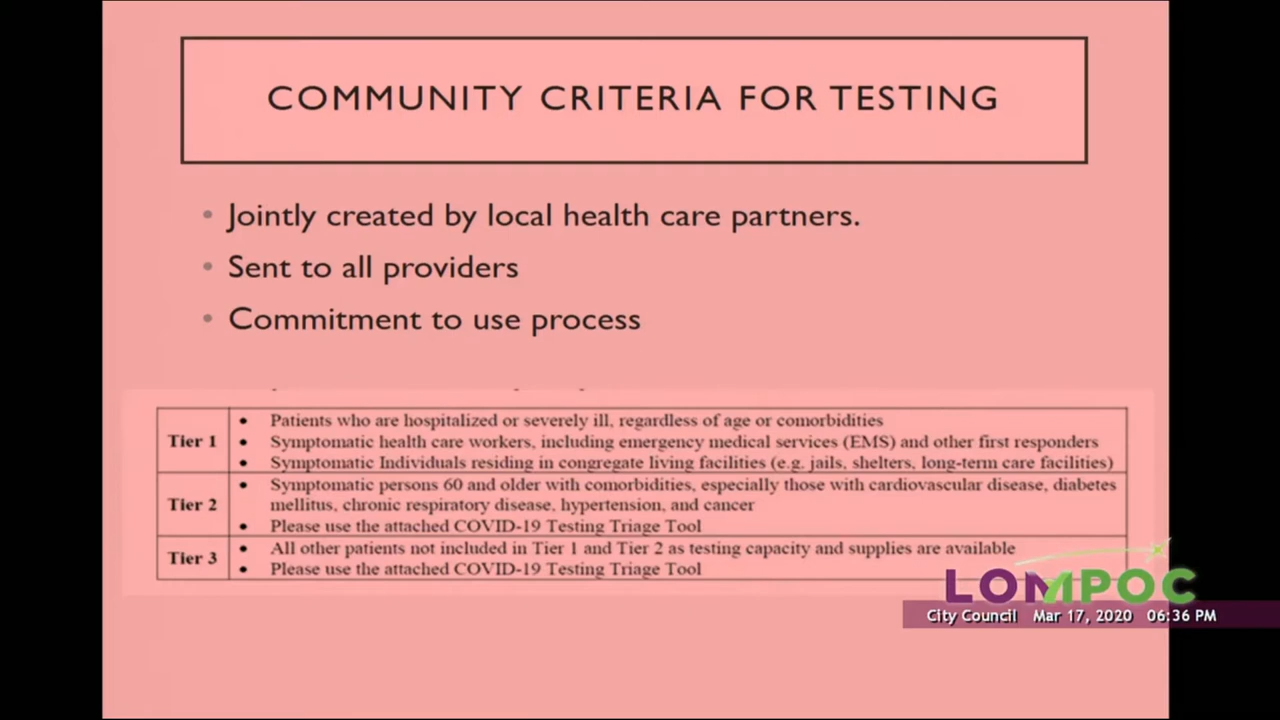 COMMUNITY CRITERIA FOR TESTING
• Jointly created by local health care partners.
• Sent to all providers
• Commitment to use process
Tier 1
• Patients who are hospitalized or severely ill, regardless of age or comorbidities
• Symptomatic health care workers, including emergency medical services (EMS) and other first responders
• Symptomatic Individuals residing in congregate living facilities (e.g. jails, shelters, long-term care facilities)
Tier 2
• Symptomatic persons 60 and older with comorbidities, especially those with cardiovascular disease, diabetes
mellitus, chronic respiratory disease, hypertension, and cancer
• Please use the attached COVID-19 Testing Triage Tool
Tier 3
• All other patients not included in Tier 1 and Tier 2 as testing capacity and supplies are available
• Please use the attached COVID-19 Testing Triage Tool
LOMPOC
City Council Mar 17, 2020 06:36 PM